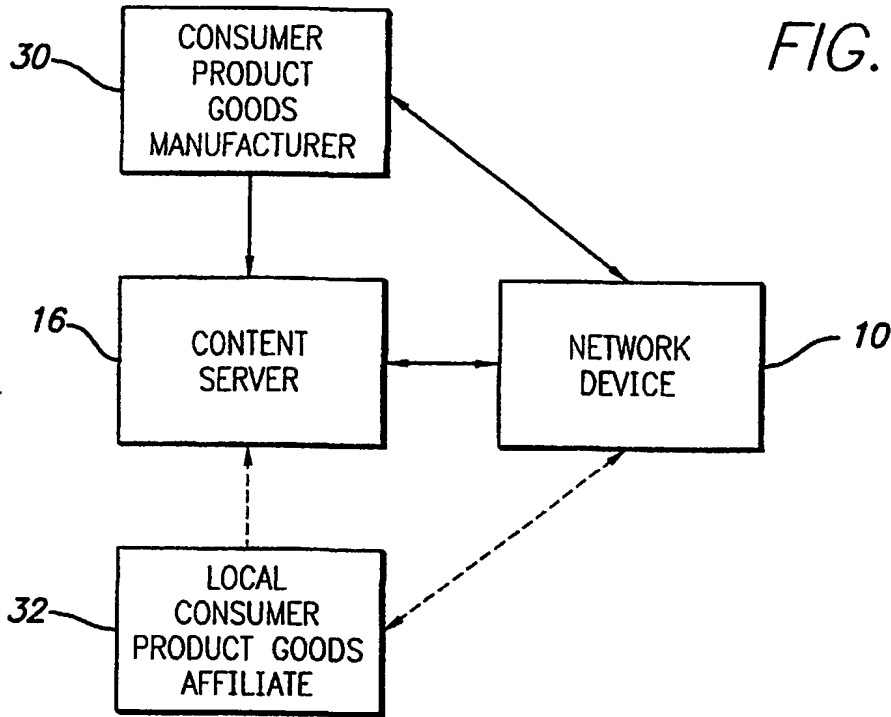 FIG.
30
CONSUMER
PRODUCT
GOODS
MANUFACTURER
16
CONTENT
SERVER
NETWORK
DEVICE
10
32
LOCAL
CONSUMER
PRODUCT GOODS
AFFILIATE